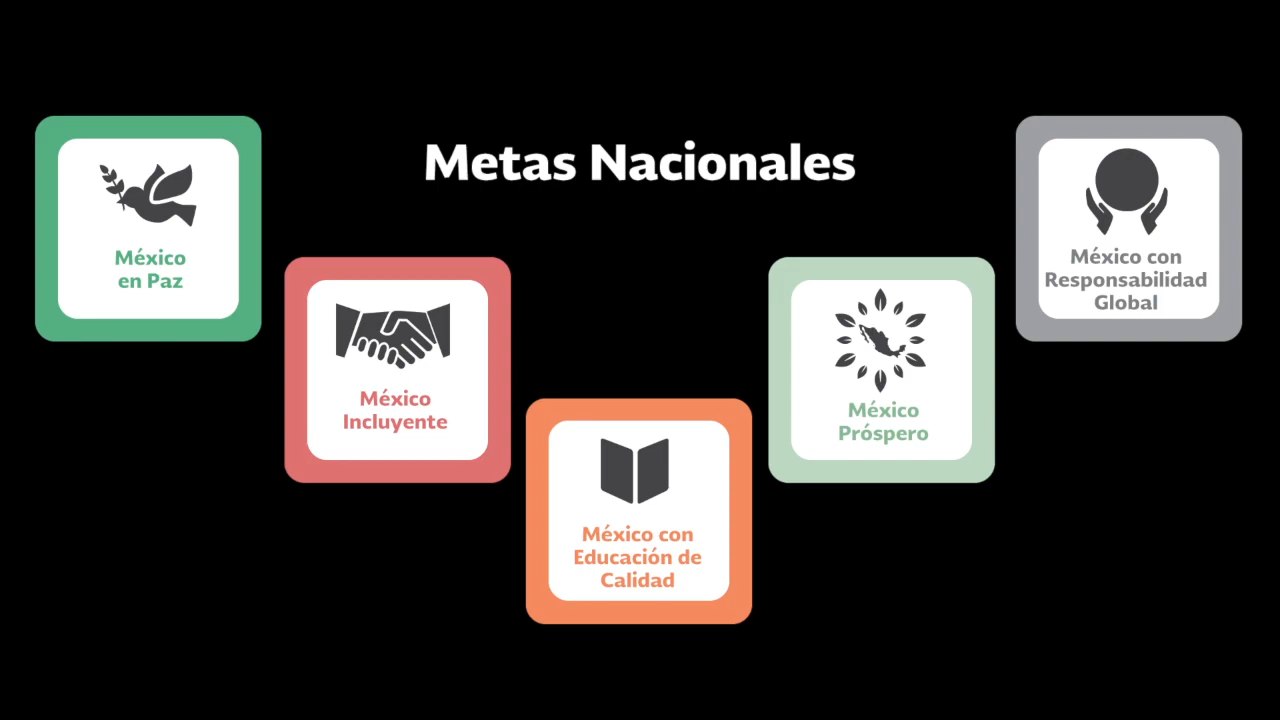 Metas Nacionales
México
en Paz
México
Incluyente
México con
Educación de
Calidad
México
Próspero
México con
Responsabilidad
Global